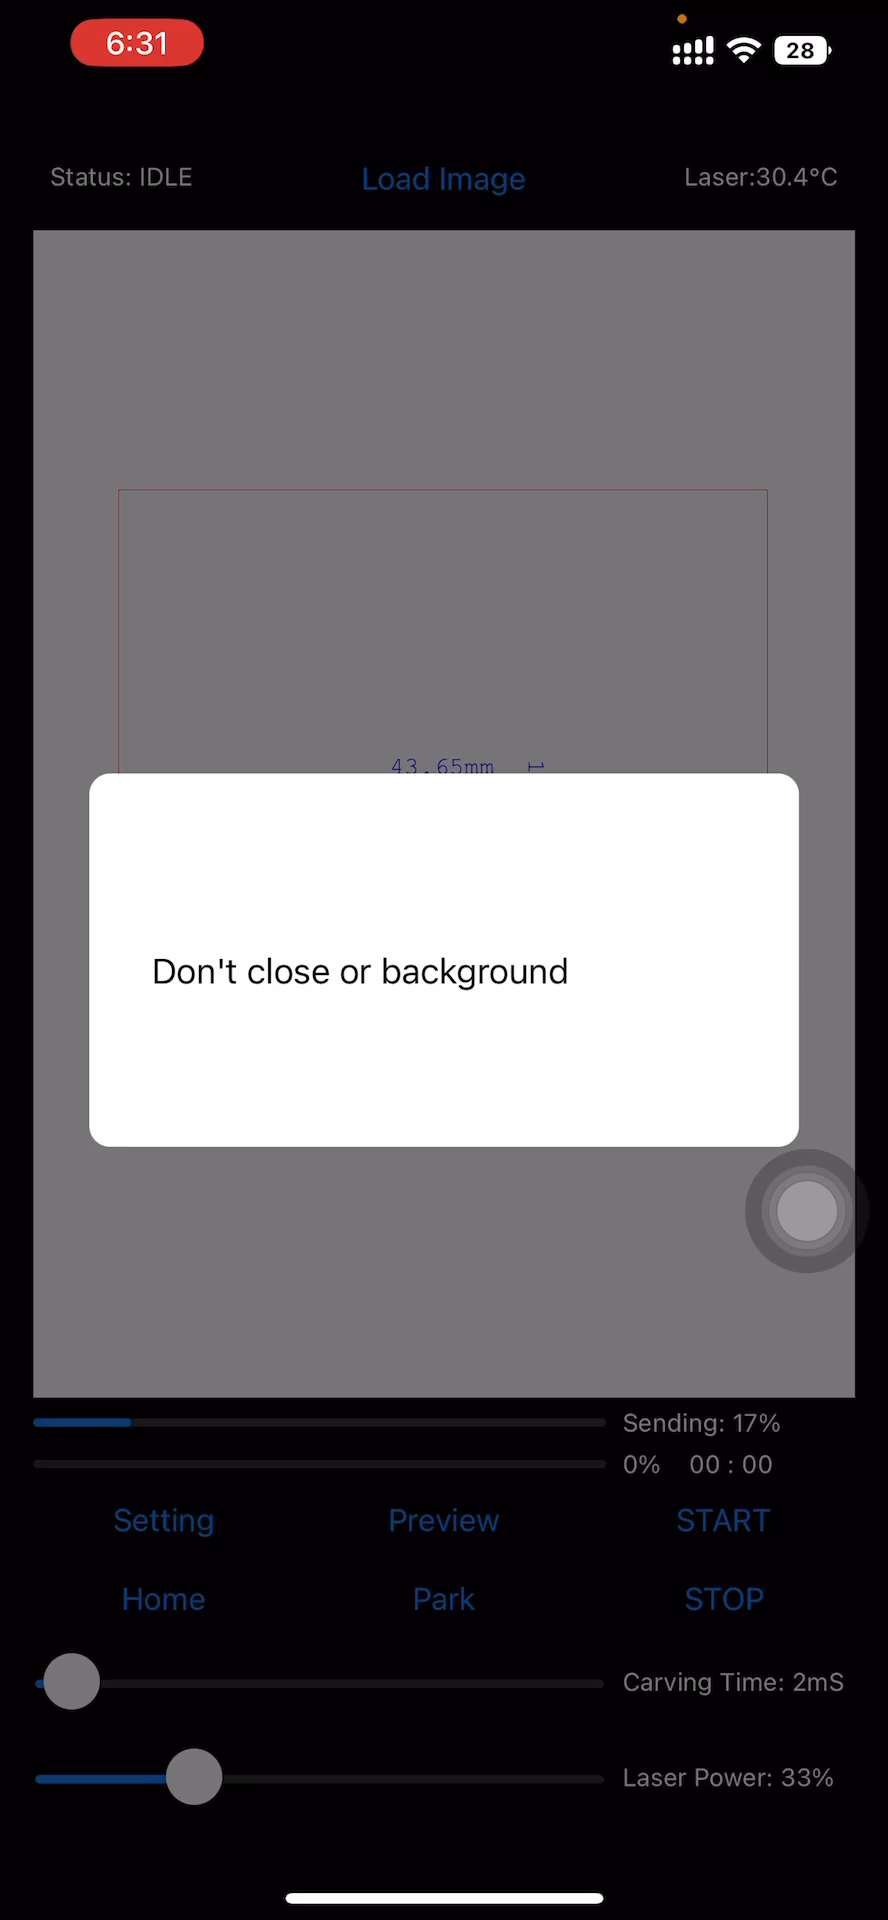 6:31
28
Status: IDLE
Load Image
Laser:30.4°C
43.65mm
Don't close or background
Sending: 17%
0% 00 : 00
Setting
Preview
START
Home
Park
STOP
Carving Time: 2mS
Laser Power: 33%